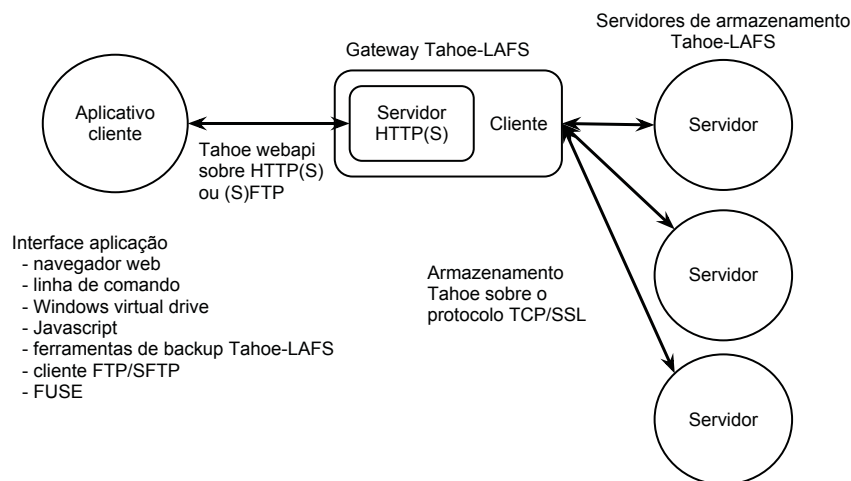 Servidores de armazenamento
Tahoe-LAFS
Gateway Tahoe-LAFS
Aplicativo
cliente
Servidor
HTTP(S)
Cliente
Servidor
Tahoe webapi
sobre HTTP(S)
ou (S)FTP
Interface aplicação
- navegador web
- linha de comando
- Windows virtual drive
- Javascript
- ferramentas de backup Tahoe-LAFS
- cliente FTP/SFTP
- FUSE
Armazenamento
Tahoe sobre o
protocolo TCP/SSL
Servidor
Servidor